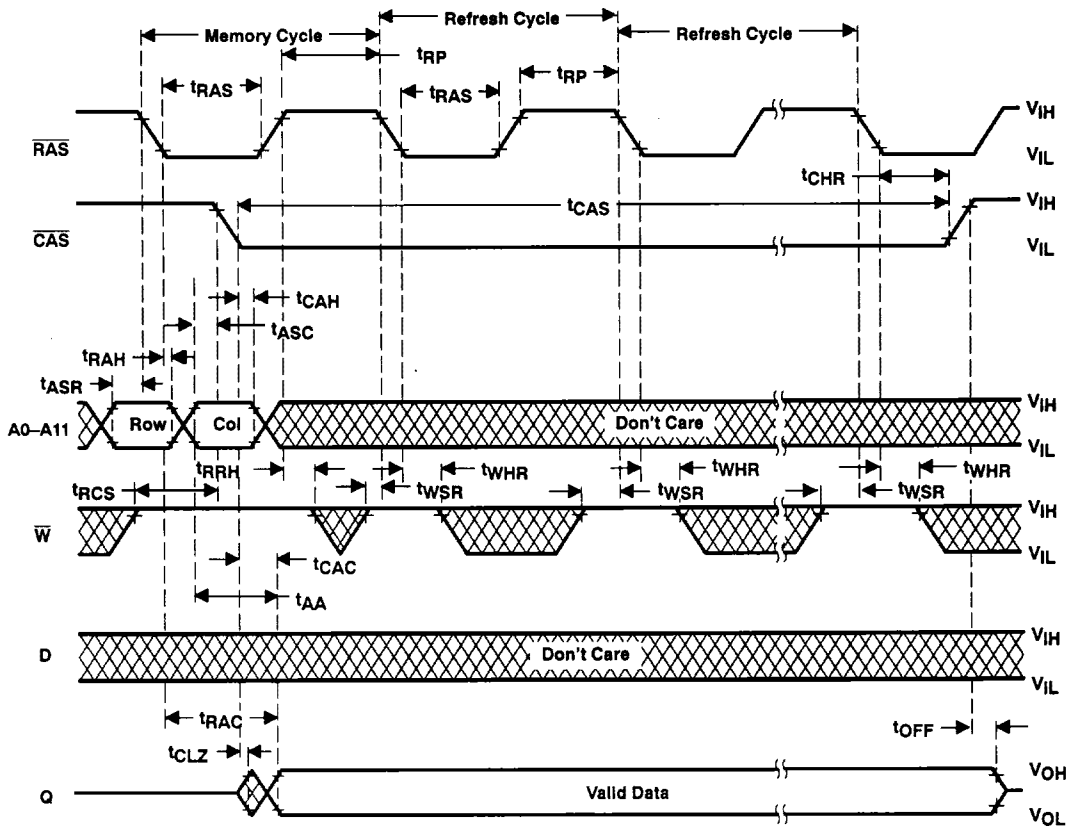 Refresh Cycle
Memory Cycle
Refresh Cycle
tRP
tRAS
tRP
tRAS
VIH
RAS
VIL
tCHR
tCAS
VIH
CAS
VIL
tCAH
tASC
tRAH
tASR
VIH
A0–A11
Row
Col
Don't Care
VIL
tRRH
tWHR
tWHR
tWHR
tRCS
tWSR
tWSR
tWSR
VIH
W
VIL
tCAC
tAA
VIH
D
Don't Care
VIL
tRAC
tOFF
tCLZ
VOH
Q
Valid Data
VOL